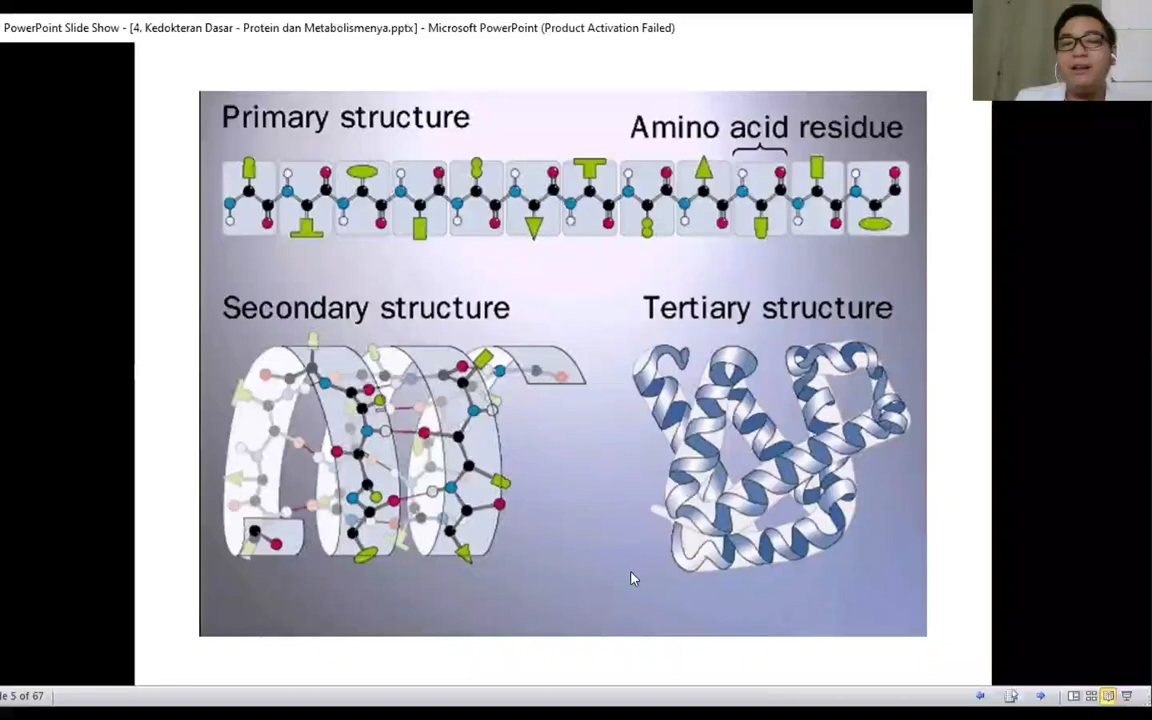 PowerPoint Slide Show - [4. Kedokteran Dasar - Protein dan Metabolismenya.pptx] - Microsoft PowerPoint (Product Activation Failed)
Primary structure
Amino acid residue
Secondary structure
Tertiary structure
le 5 of 67